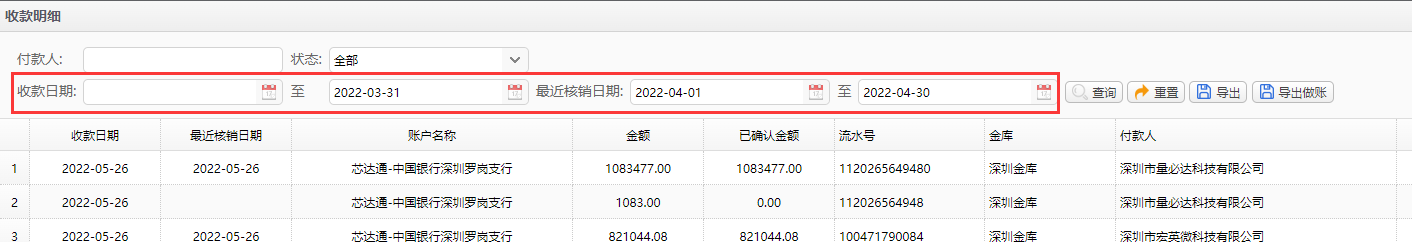 收款明细
付款人: 状态: 全部
收款日期: 至 2022-03-31 最近核销日期: 2022-04-01 至 2022-04-30 查询 重置 导出 导出做账
收款日期 最近核销日期 账户名称 金额 已确认金额 流水号 金库 付款人
1 2022-05-26 2022-05-26 芯达通-中国银行深圳罗岗支行 1083477.00 1083477.00 1120265649480 深圳金库 深圳市量必达科技有限公司
2 2022-05-26 芯达通-中国银行深圳罗岗支行 1083.00 0.00 112026564948 深圳金库 深圳市量必达科技有限公司
3 2022-05-26 2022-05-26 芯达通-中国银行深圳罗岗支行 821044.08 821044.08 100471790084 深圳金库 深圳市宏英微科技有限公司